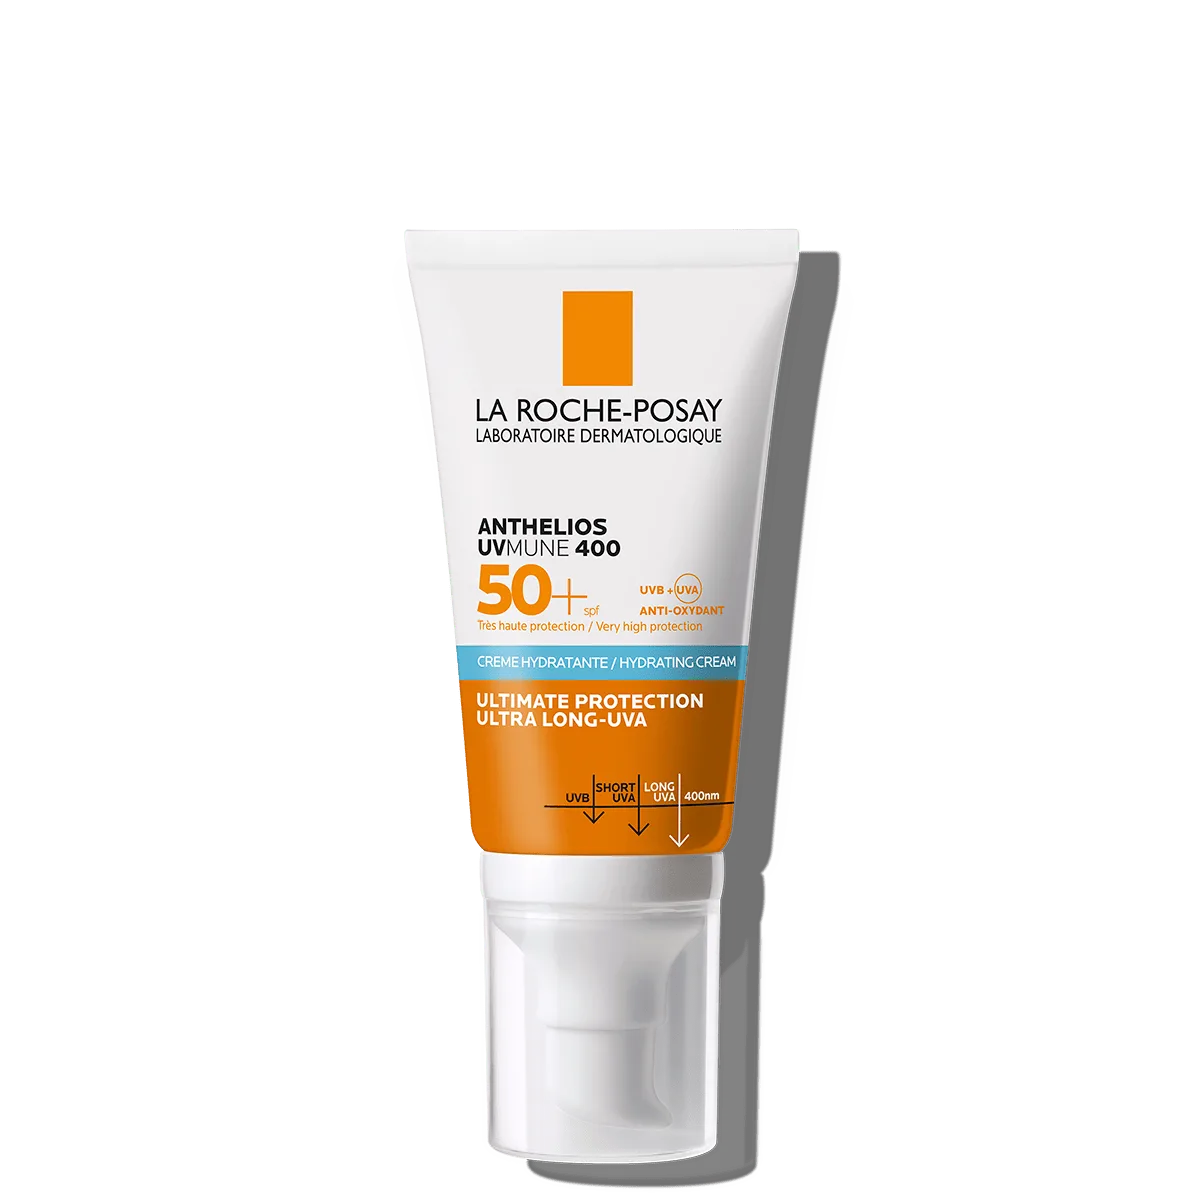 LA ROCHE-POSAY
LABORATOIRE DERMATOLOGIQUE
ANTHELIOS
UVMUNE 400
50+ spf
UVB + UVA
ANTI-OXYDANT
Très haute protection / Very high protection
CREME HYDRATANTE / HYDRATING CREAM
ULTIMATE PROTECTION
ULTRA LONG-UVA
UVB
SHORT
UVA
LONG
UVA
400nm